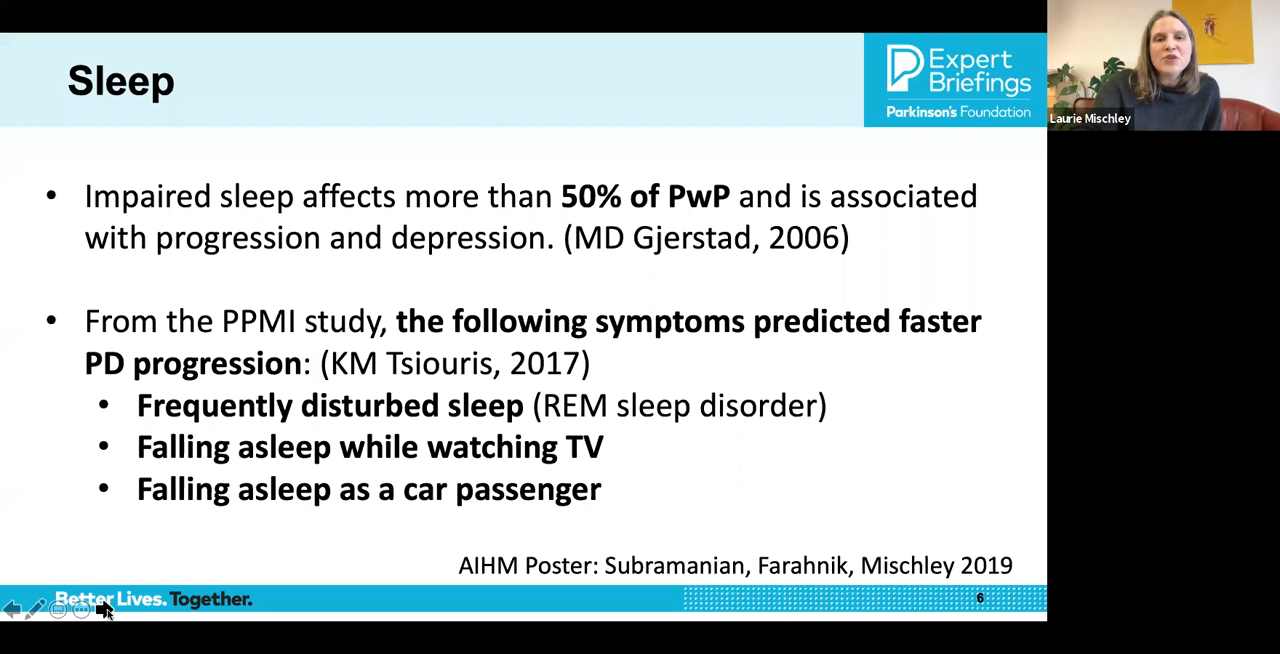 Sleep
Expert
Briefings
Parkinson's Foundation
Laurie Mischley
• Impaired sleep affects more than 50% of PwP and is associated
with progression and depression. (MD Gjerstad, 2006)
• From the PPMI study, the following symptoms predicted faster
PD progression: (KM Tsiouris, 2017)
• Frequently disturbed sleep (REM sleep disorder)
• Falling asleep while watching TV
• Falling asleep as a car passenger
AIHM Poster: Subramanian, Farahnik, Mischley 2019
Better Lives. Together.
6